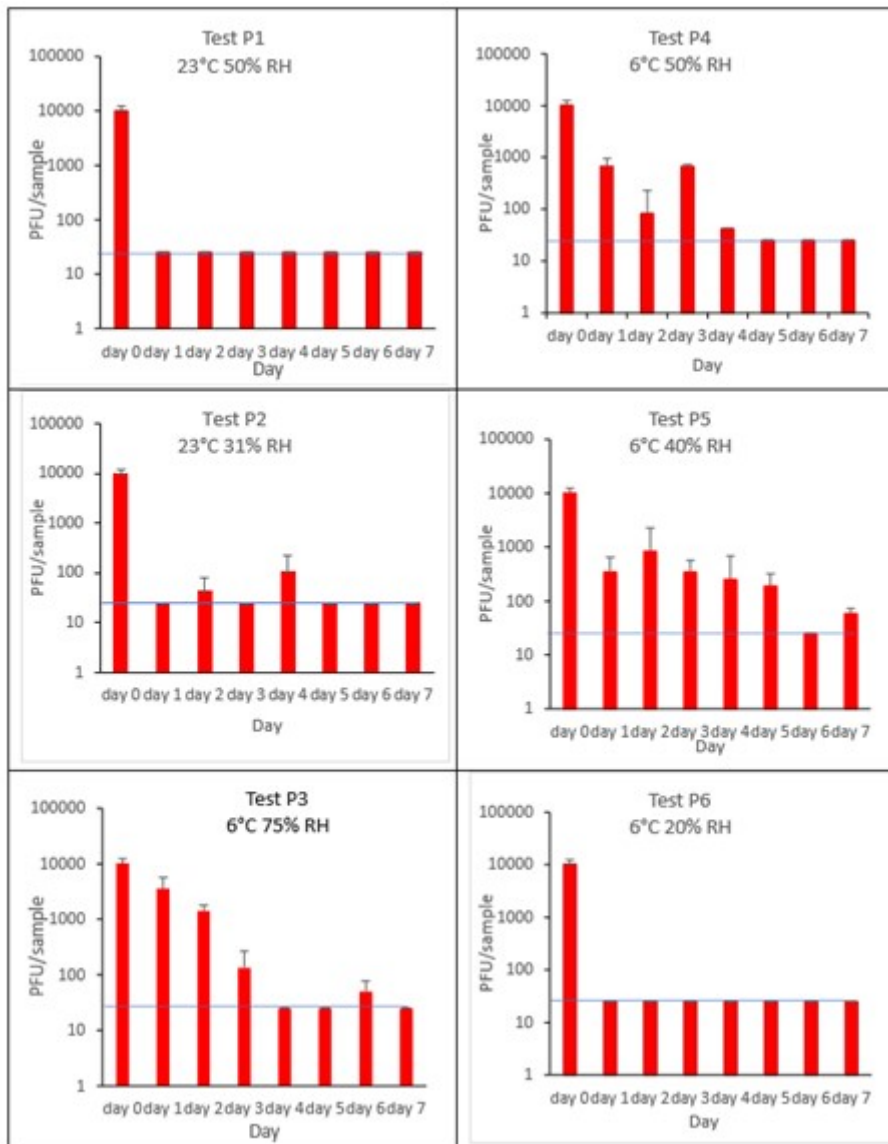 Test P1
23°C 50% RH
PFU/sample
100000
10000
1000
100
10
1
day 0 day 1 day 2 day 3 day 4 day 5 day 6 day 7
Day
Test P4
6°C 50% RH
PFU/sample
100000
10000
1000
100
10
1
day 0 day 1 day 2 day 3 day 4 day 5 day 6 day 7
Day
Test P2
23°C 31% RH
PFU/sample
100000
10000
1000
100
10
1
day 0 day 1 day 2 day 3 day 4 day 5 day 6 day 7
Day
Test P5
6°C 40% RH
PFU/sample
100000
10000
1000
100
10
1
day 0 day 1 day 2 day 3 day 4 day 5 day 6 day 7
Day
Test P3
6°C 75% RH
PFU/sample
100000
10000
1000
100
10
1
day 0 day 1 day 2 day 3 day 4 day 5 day 6 day 7
Day
Test P6
6°C 20% RH
PFU/sample
100000
10000
1000
100
10
1
day 0 day 1 day 2 day 3 day 4 day 5 day 6 day 7
Day